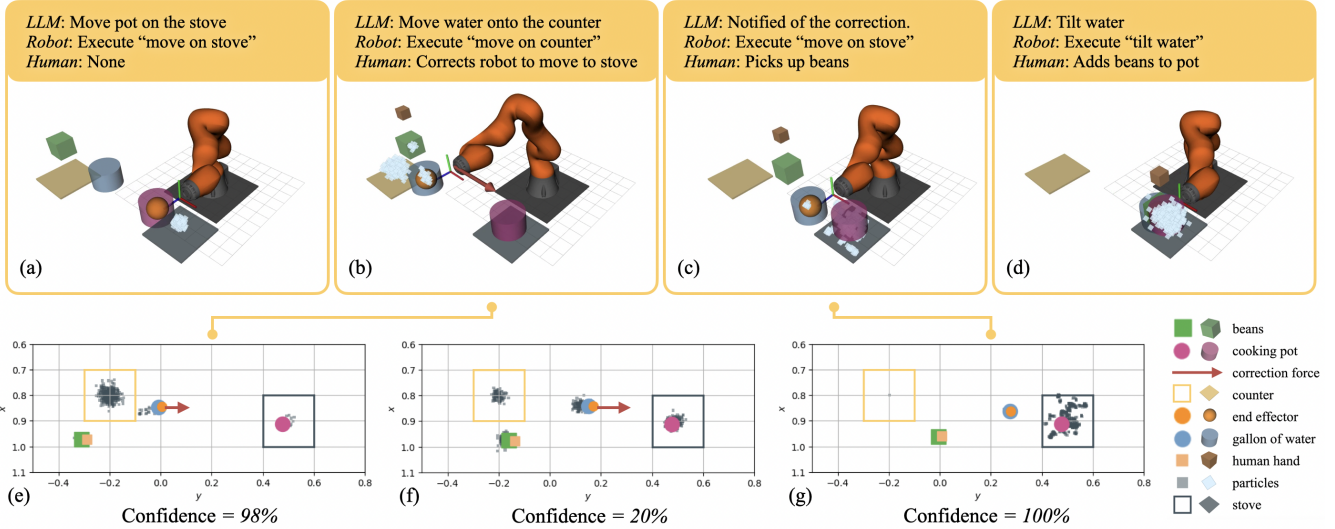 LLM: Move pot on the stove
Robot: Execute “move on stove”
Human: None
(a)
LLM: Move water onto the counter
Robot: Execute “move on counter”
Human: Corrects robot to move to stove
(b)
LLM: Notified of the correction.
Robot: Execute “move on stove”
Human: Picks up beans
(c)
LLM: Tilt water
Robot: Execute “tilt water”
Human: Adds beans to pot
(d)
0.6
0.7
0.8
0.9
1.0
1.1
x
−0.4 −0.2 0.0 0.2 0.4 0.6 0.8
y
(e)
Confidence = 98%
0.6
0.7
0.8
0.9
1.0
1.1
x
−0.4 −0.2 0.0 0.2 0.4 0.6 0.8
y
(f)
Confidence = 20%
0.6
0.7
0.8
0.9
1.0
1.1
x
−0.4 −0.2 0.0 0.2 0.4 0.6 0.8
y
(g)
Confidence = 100%
beans
cooking pot
correction force
counter
end effector
gallon of water
human hand
particles
stove